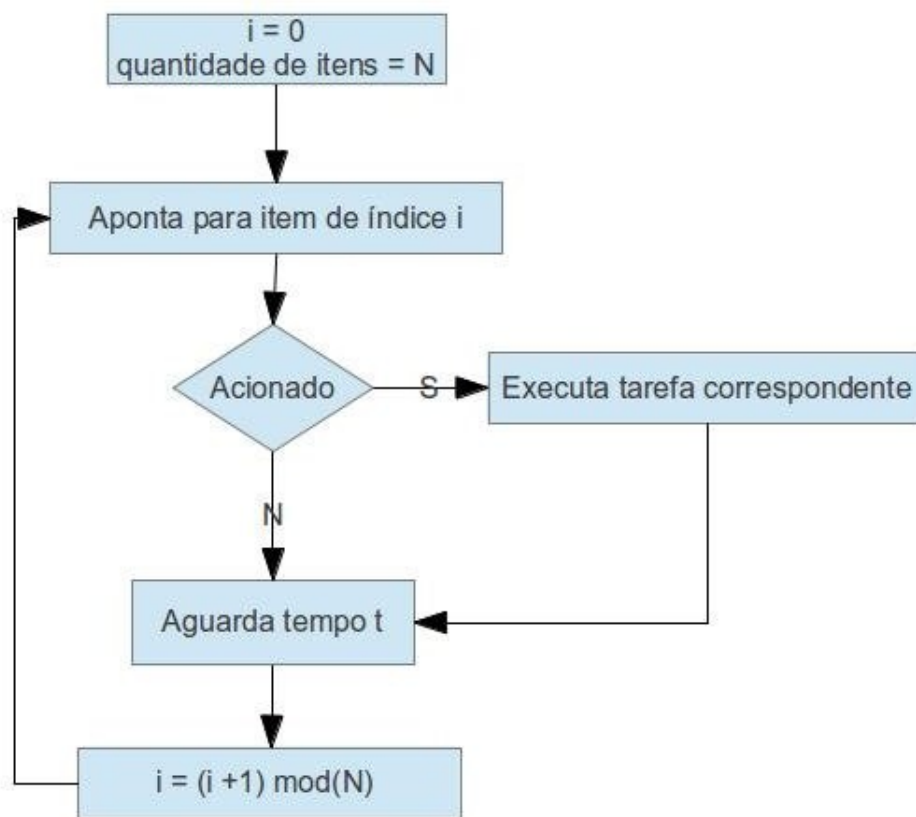 i = 0
quantidade de itens = N
Aponta para item de índice i
Acionado
S
Executa tarefa correspondente
N
Aguarda tempo t
i = (i +1) mod(N)